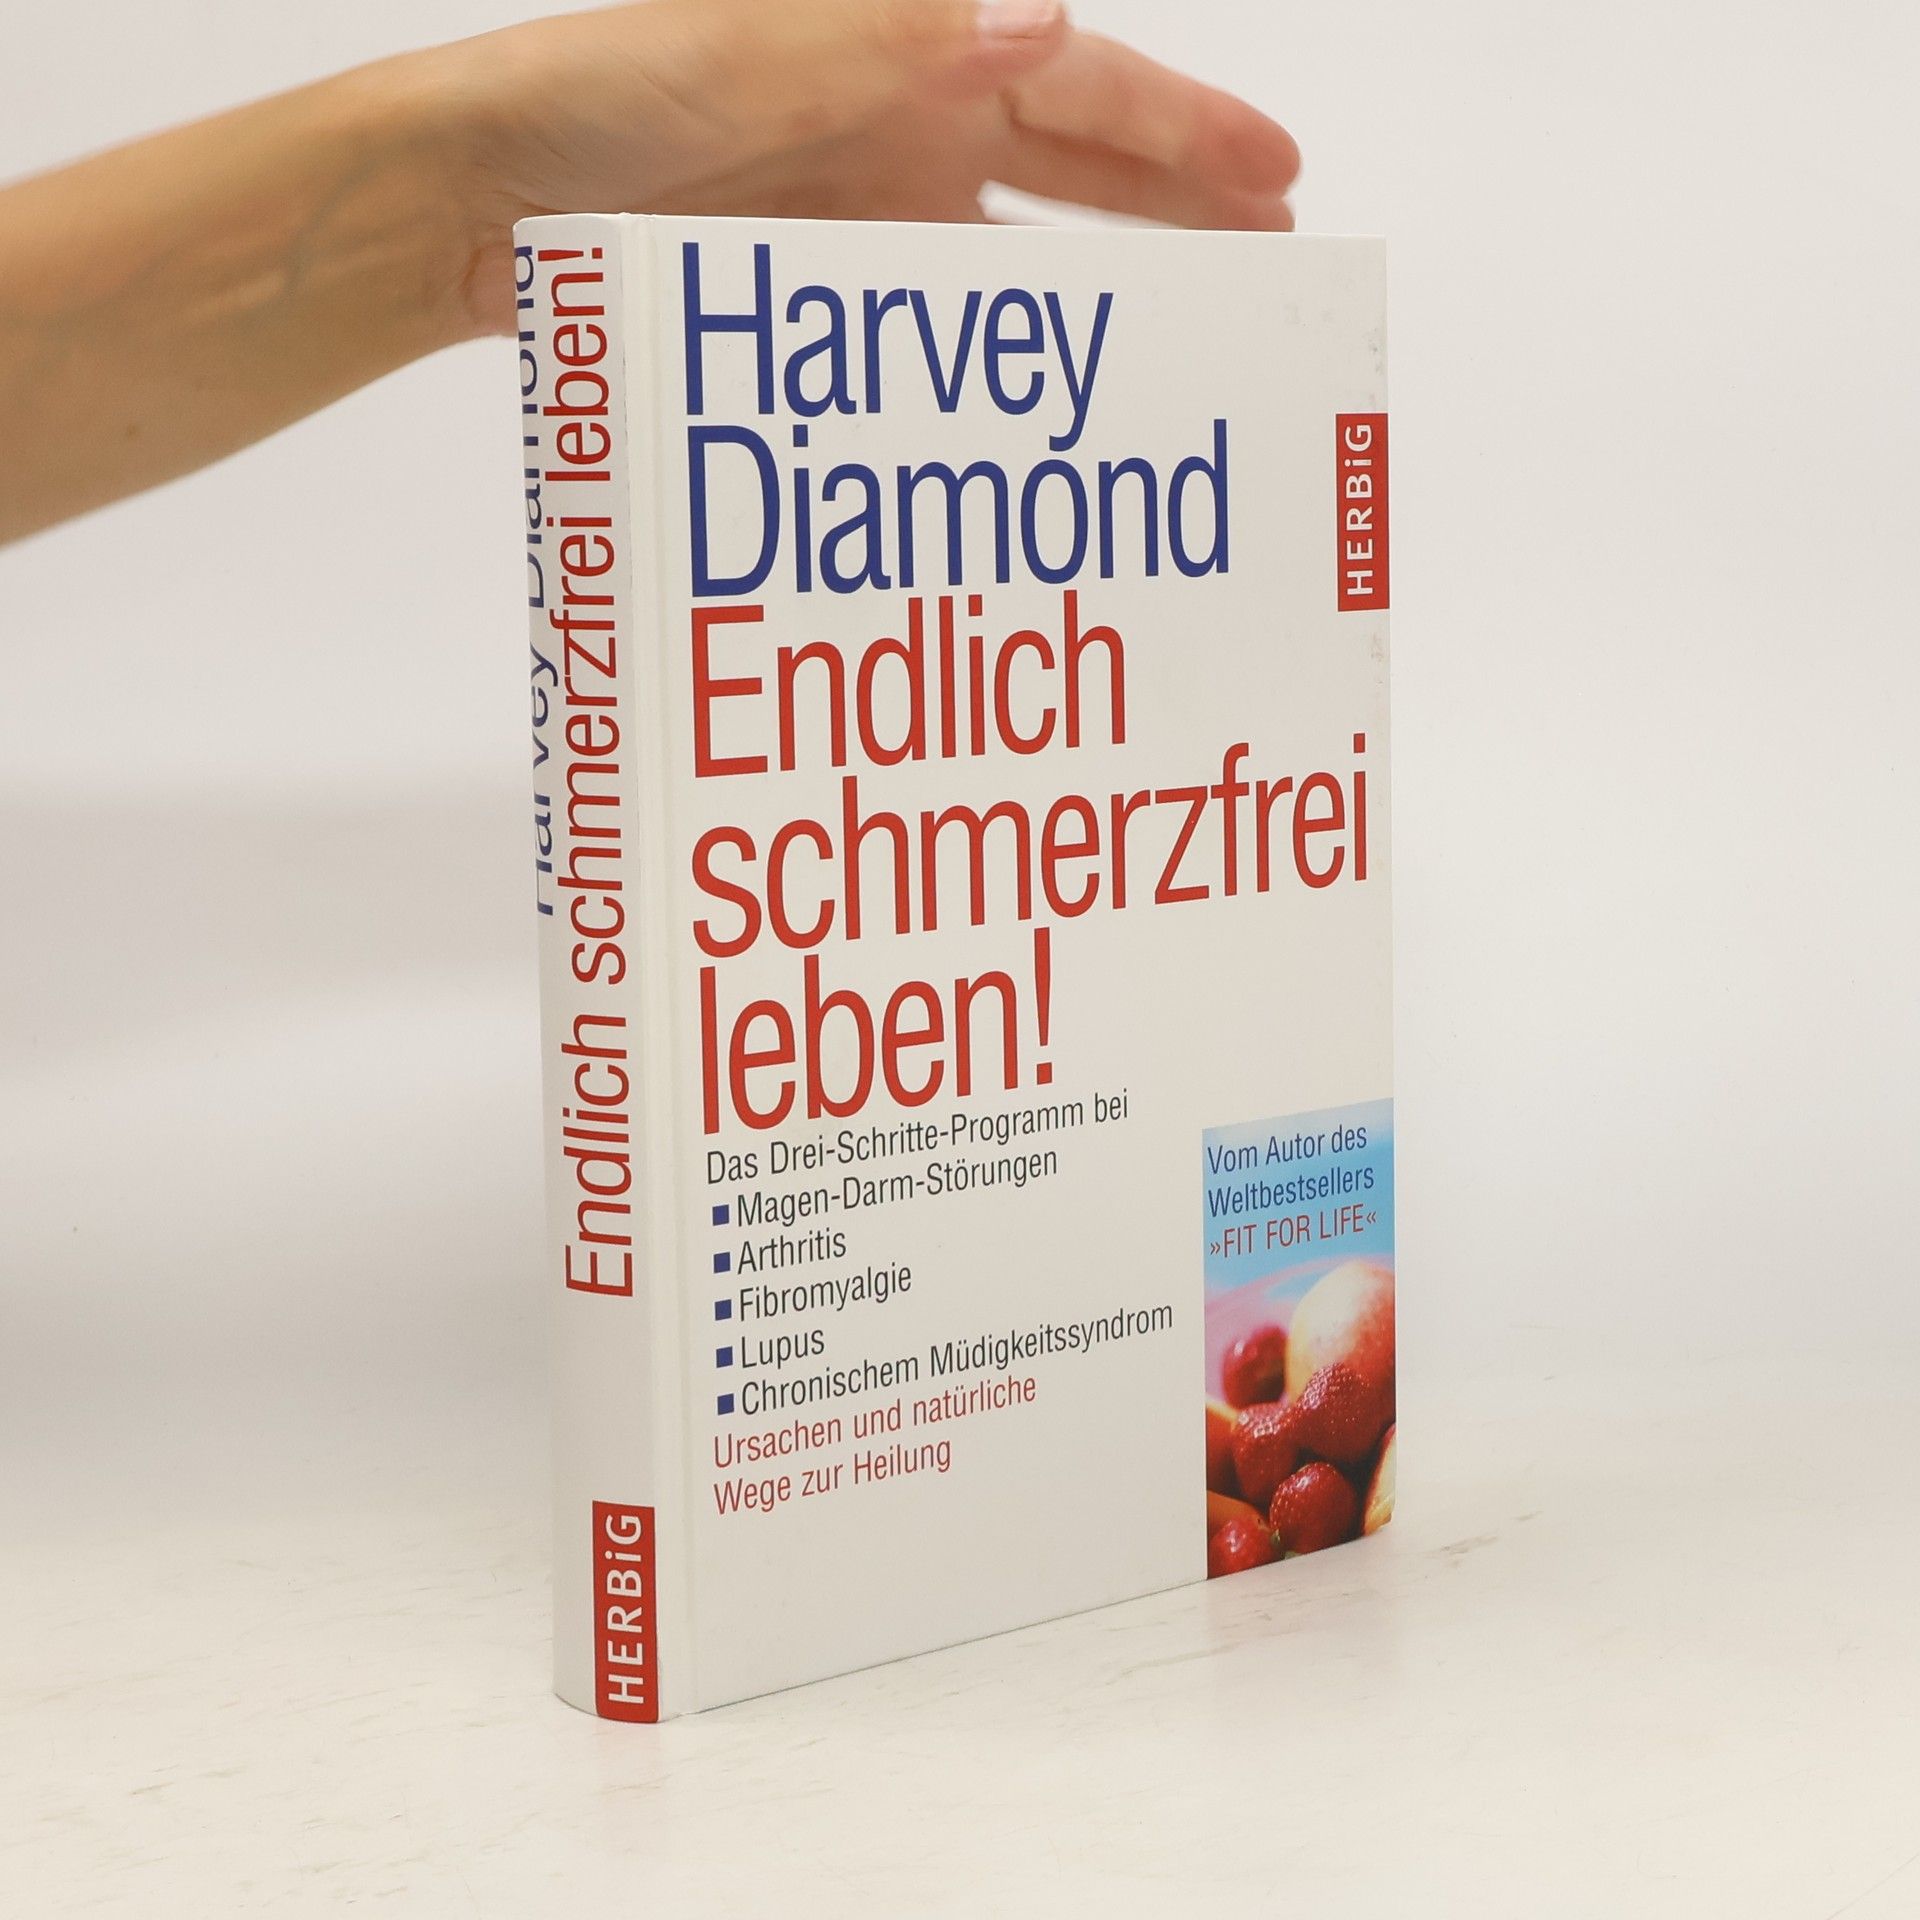 Harvey
Diamond
Endlich
schmerzfrei
leben!
Das Drei-Schritte-Programm bei
■ Magen-Darm-Störungen
■ Arthritis
■ Fibromyalgie
■ Lupus
■ Chronischem Müdigkeitssyndrom
Ursachen und natürliche
Wege zur Heilung
HERBiG
Vom Autor des
Weltbestsellers
»FIT FOR LIFE«
Harvey Diamond
Endlich schmerzfrei leben!
HERBiG